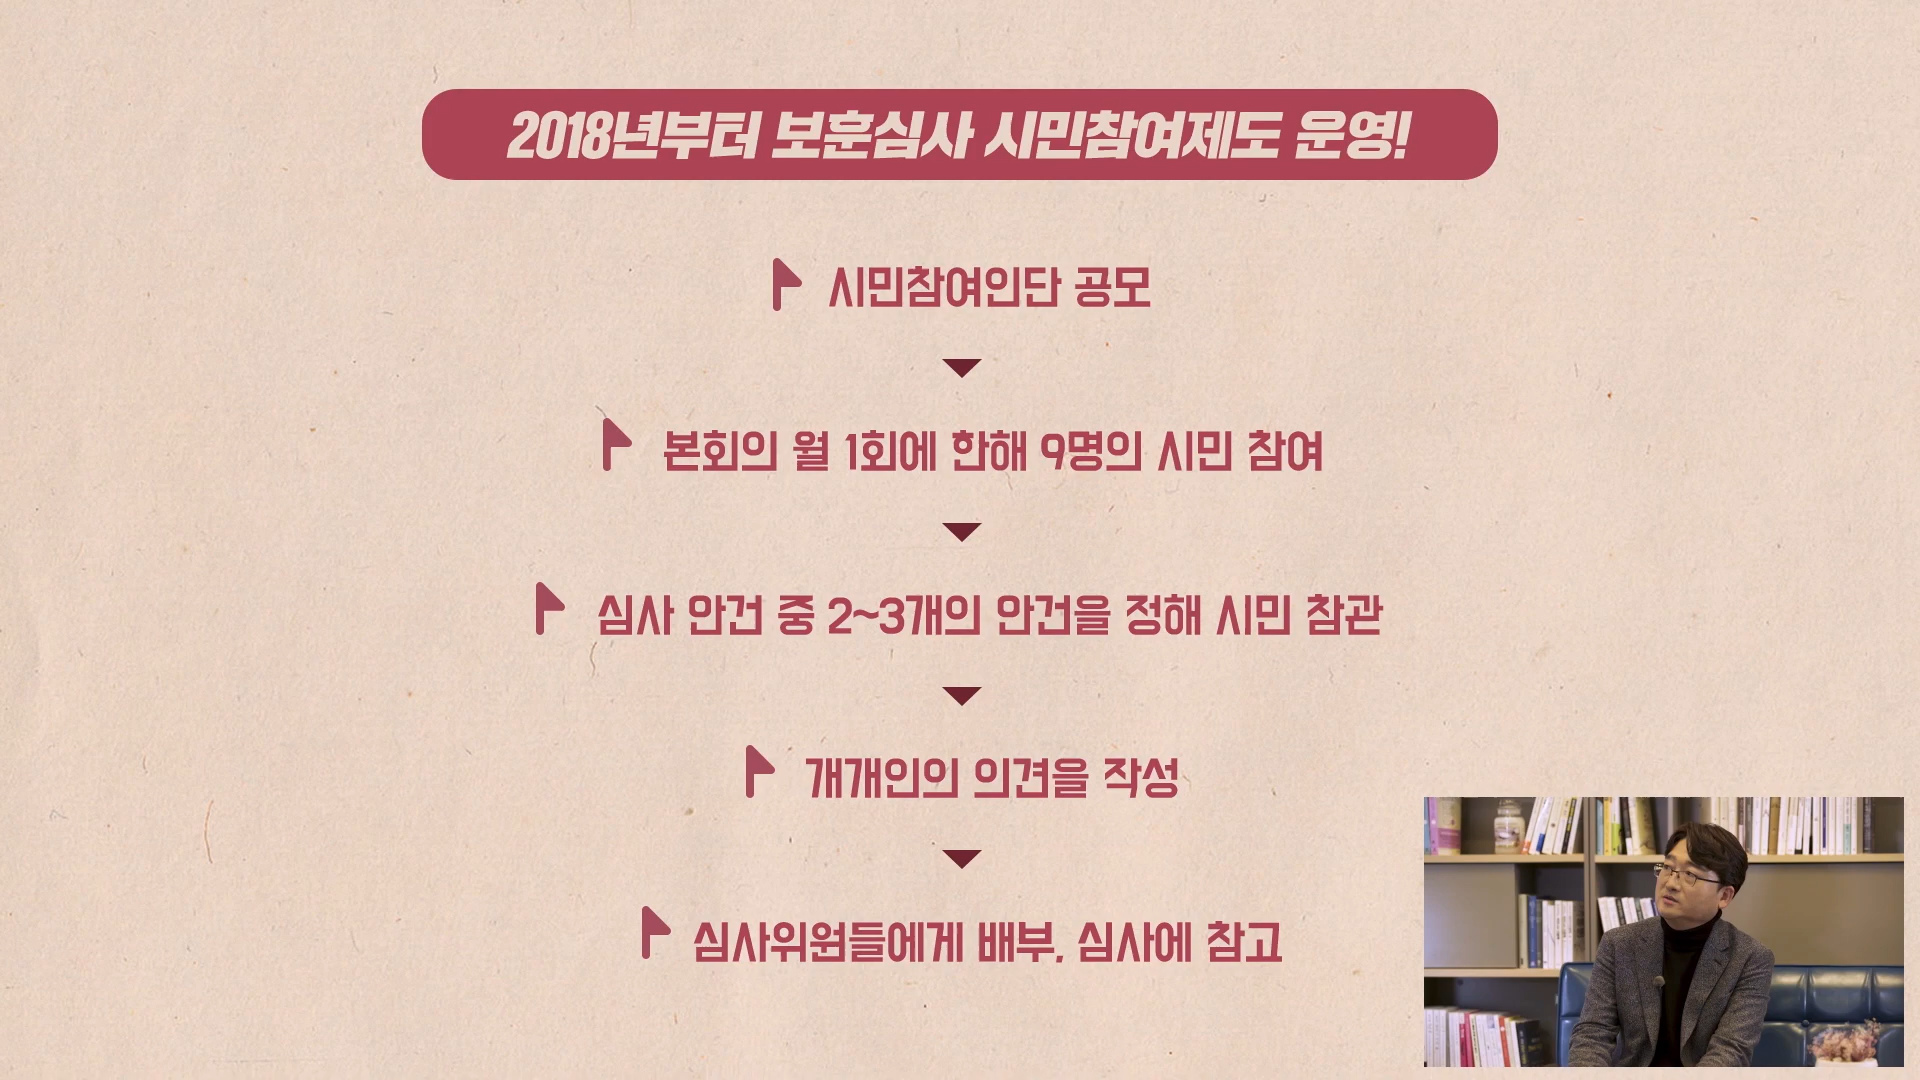 2018년부터 보훈심사 시민참여제도 운영!
시민참여인단 공모
본회의 월 1회에 한해 9명의 시민 참여
심사 안건 중 2~3개의 안건을 정해 시민 참관
개개인의 의견을 작성
심사위원들에게 배부, 심사에 참고